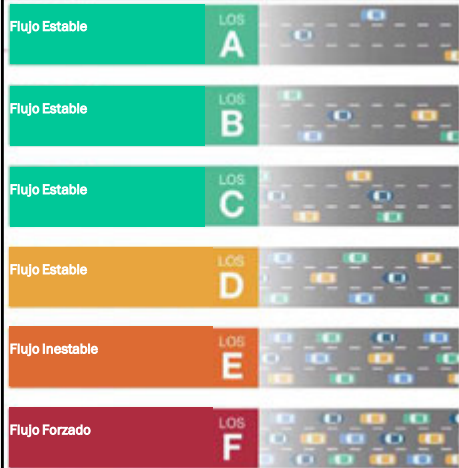 Flujo Estable
LOS
A
Flujo Estable
LOS
B
Flujo Estable
LOS
C
Flujo Estable
LOS
D
Flujo Inestable
LOS
E
Flujo Forzado
LOS
F